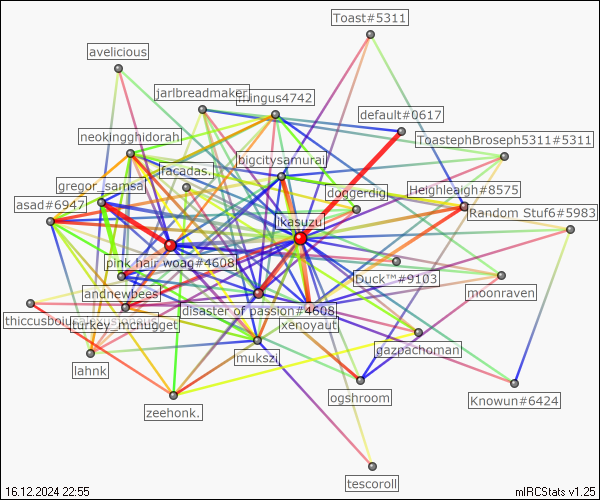 Toast#5311
avelicious
jarlbreadmaker
mingus4742
default#0617
neokingghidorah
ToastephBroseph5311#5311
bigcitysamurai
facadas.
gregor_samsa
doggerdig
Heighleaigh#8575
asad#6947
Random Stuf6#5983
ikasuzu
pink hair woag#4608
Duck™#9103
andnewbees
moonraven
disaster of passion#4608
turkey_mcnugget
xenoyaut
gazpachoman
mukszi
lahnk
ogshroom
Knowun#6424
zeehonk.
tescoroll
16.12.2024 22:55
mIRCStats v1.25